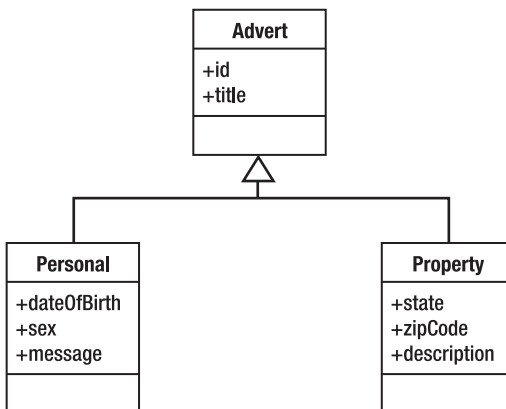 Advert
+id
+title
Personal
+dateOfBirth
+sex
+message
Property
+state
+zipCode
+description